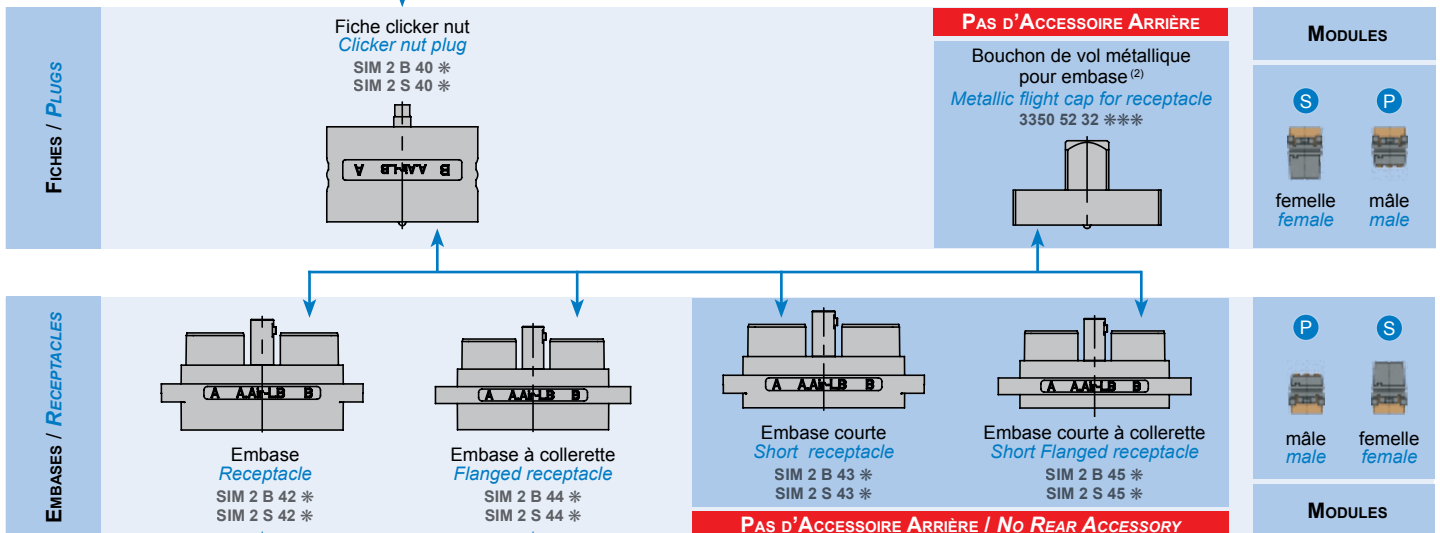 FICHES / PLUGS
Fiche clicker nut
Clicker nut plug
SIM 2 B 40 ✳
SIM 2 S 40 ✳
A A.Air-LB B
PAS D'ACCESSOIRE ARRIÈRE
Bouchon de vol métallique
pour embase (2)
Metallic flight cap for receptacle
3350 52 32 ✳✳✳
MODULES
S P
femelle mâle
female male
EMBASES / RECEPTACLES
A A.Air-LB B
Embase
Receptacle
SIM 2 B 42 ✳
SIM 2 S 42 ✳
A A.Air-LB B
Embase à collerette
Flanged receptacle
SIM 2 B 44 ✳
SIM 2 S 44 ✳
A A.Air-LB B
Embase courte
Short receptacle
SIM 2 B 43 ✳
SIM 2 S 43 ✳
A A.Air-LB B
Embase courte à collerette
Short Flanged receptacle
SIM 2 B 45 ✳
SIM 2 S 45 ✳
PAS D'ACCESSOIRE ARRIÈRE / NO REAR ACCESSORY
P S
mâle femelle
male female
MODULES